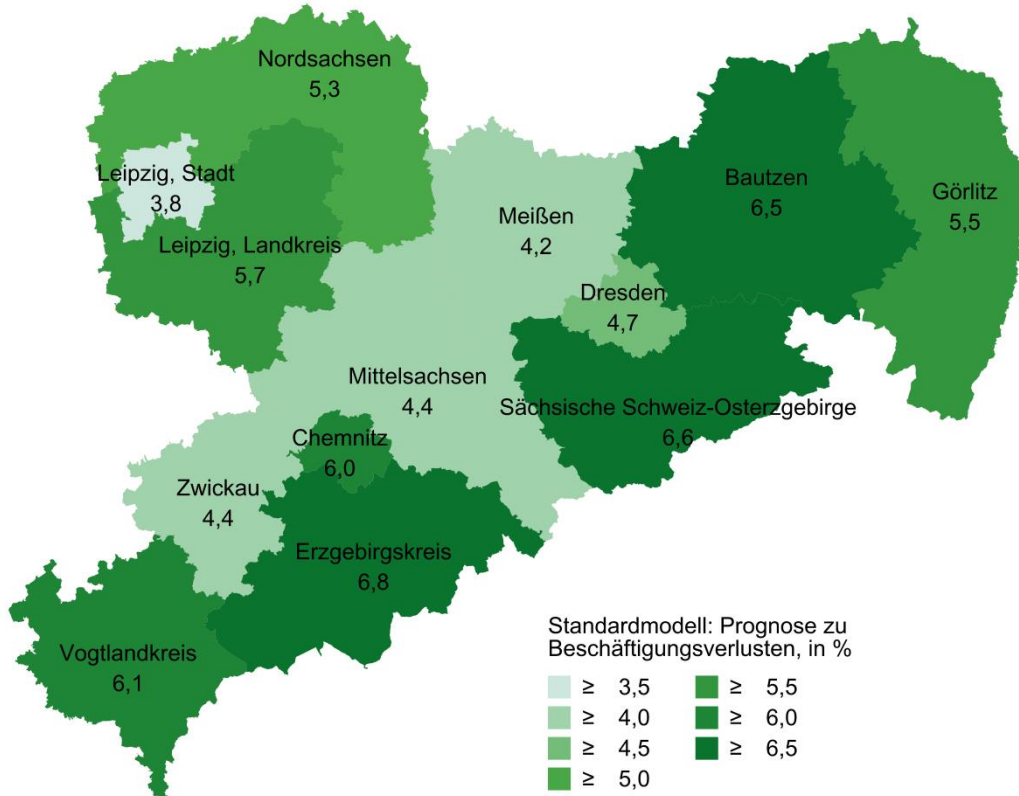 Nordsachsen
5,3
Leipzig, Stadt
3,8
Leipzig, Landkreis
5,7
Meißen
4,2
Bautzen
6,5
Görlitz
5,5
Dresden
4,7
Mittelsachsen
4,4
Sächsische Schweiz-Osterzgebirge
6,6
Chemnitz
6,0
Zwickau
4,4
Erzgebirgskreis
6,8
Vogtlandkreis
6,1
Standardmodell: Prognose zu
Beschäftigungsverlusten, in %
≥ 3,5
≥ 4,0
≥ 4,5
≥ 5,0
≥ 5,5
≥ 6,0
≥ 6,5